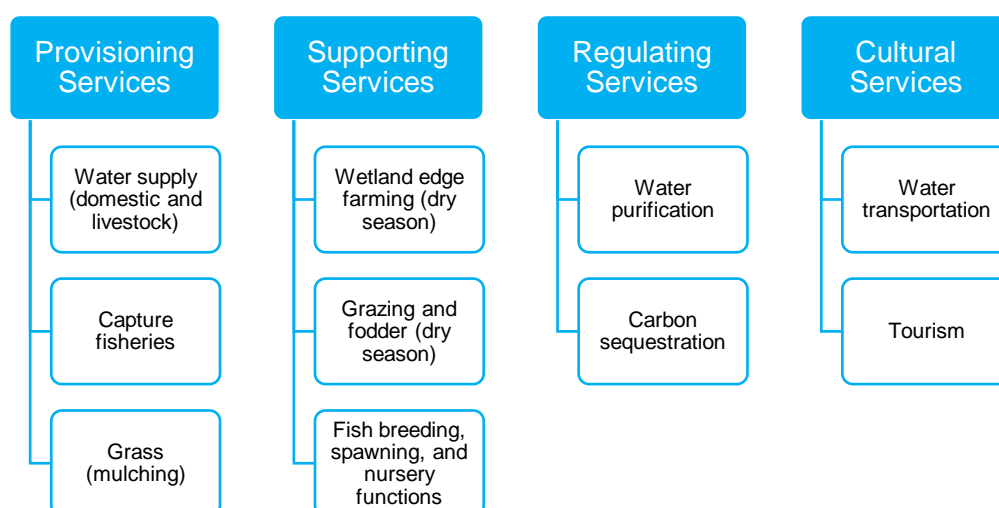 Provisioning
Services
Water supply
(domestic and
livestock)
Capture
fisheries
Grass
(mulching)
Supporting
Services
Wetland edge
farming (dry
season)
Grazing and
fodder (dry
season)
Fish breeding,
spawning, and
nursery
functions
Regulating
Services
Water
purification
Carbon
sequestration
Cultural
Services
Water
transportation
Tourism